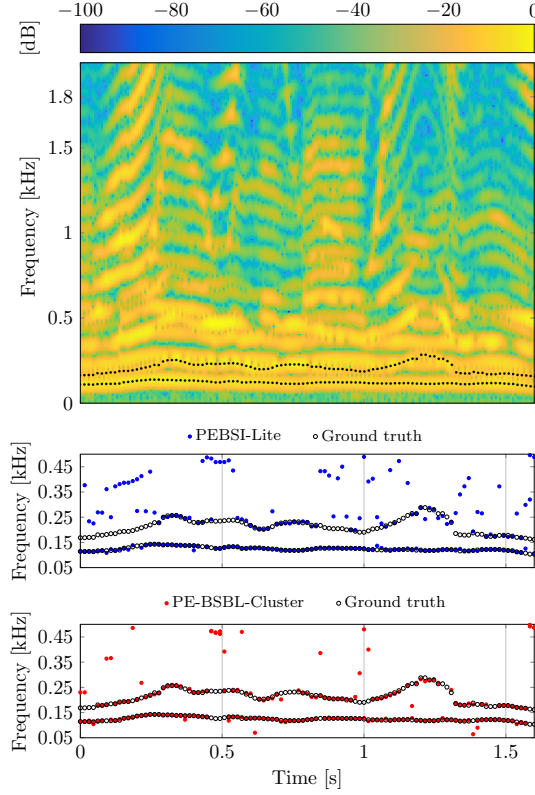 −100 −80 −60 −40 −20 0
[dB]
1.8
1.5
1
0.5
0
Frequency [kHz]
PEBSI-Lite Ground truth
0.45
0.35
0.25
0.15
0.05
Frequency [kHz]
PE-BSBL-Cluster Ground truth
0.45
0.35
0.25
0.15
0.05
Frequency [kHz]
0 0.5 1 1.5
Time [s]